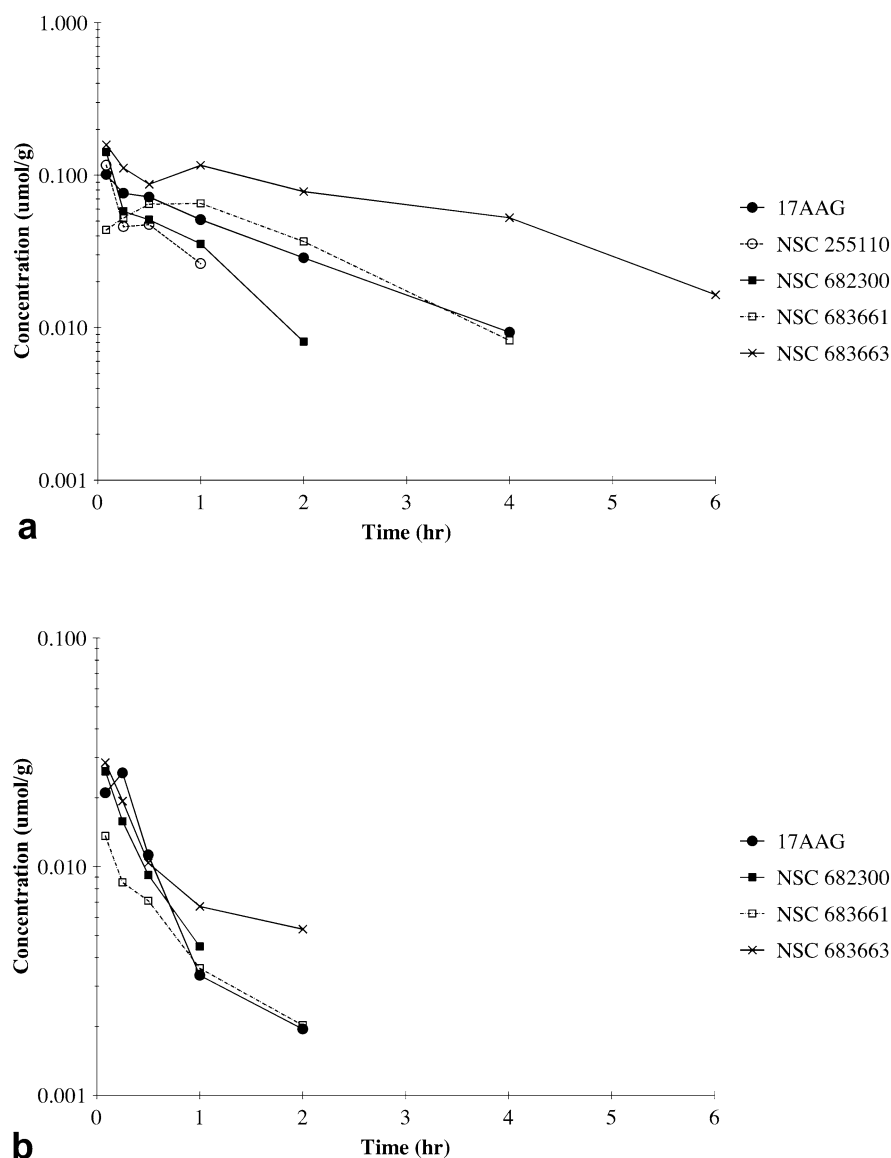 1.000
0.100
0.010
0.001
Concentration (umol/g)
0 1 2 3 4 5 6
Time (hr)
17AAG
NSC 255110
NSC 682300
NSC 683661
NSC 683663
a
0.100
0.010
0.001
Concentration (umol/g)
0 1 2 3 4 5 6
Time (hr)
17AAG
NSC 682300
NSC 683661
NSC 683663
b